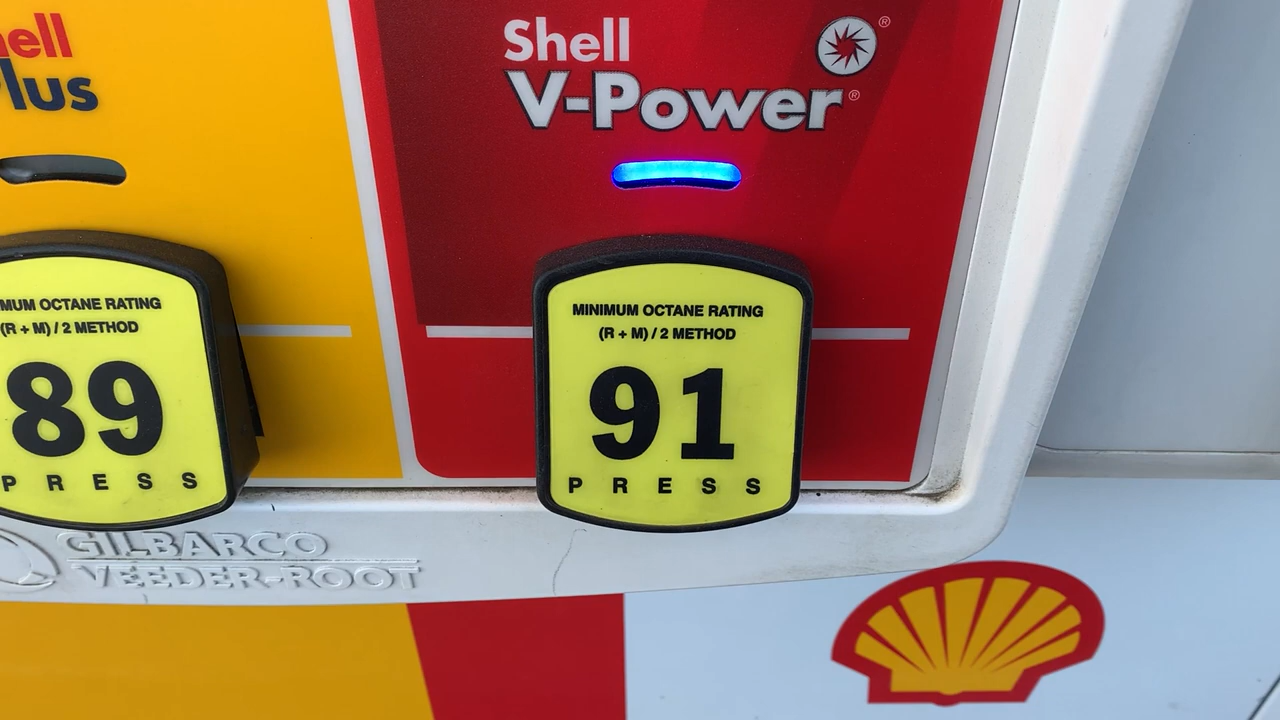 ell
lus
Shell
V-Power®
®
MUM OCTANE RATING
(R + M) / 2 METHOD
89
PRESS
MINIMUM OCTANE RATING
(R + M) / 2 METHOD
91
PRESS
GILBARCO
VEEDER-ROOT